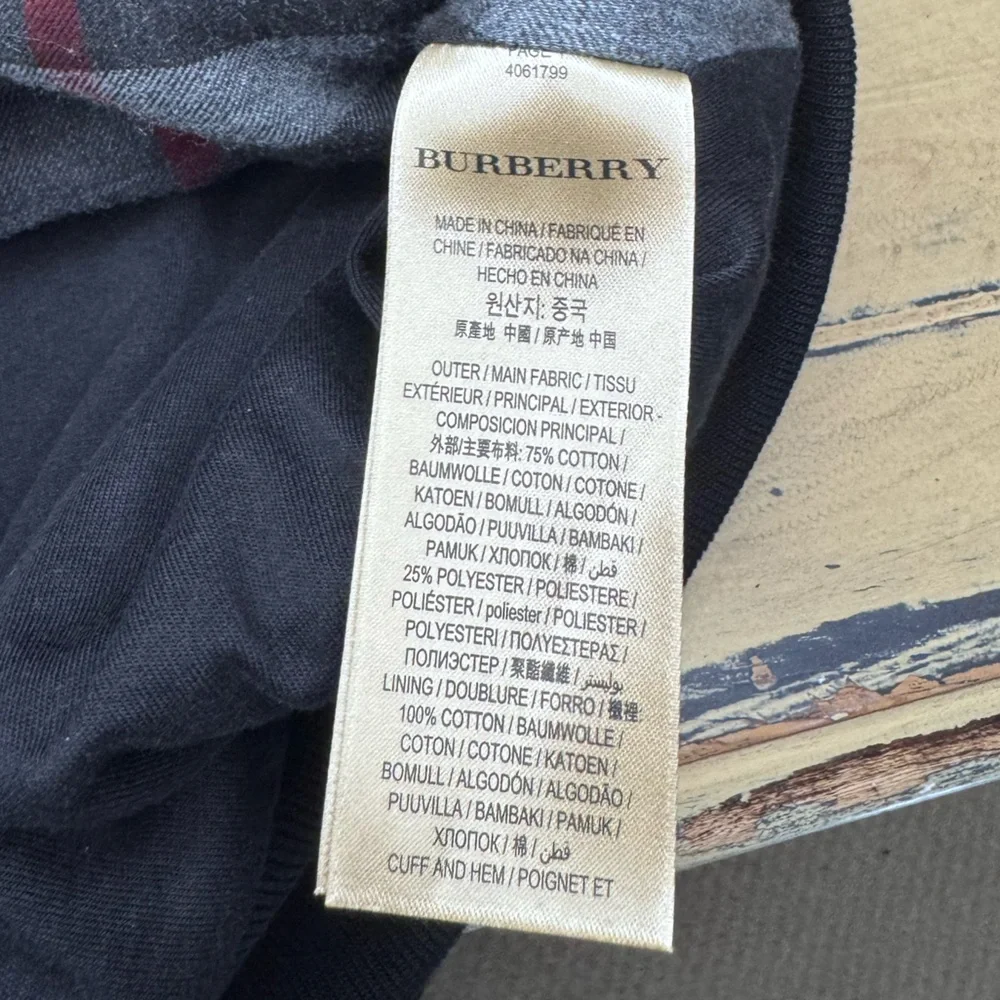 PAGE
4061799
BURBERRY
MADE IN CHINA / FABRIQUÉ EN
CHINE / FABRICADO NA CHINA /
HECHO EN CHINA
원산지: 중국
原產地 中國 / 原产地 中国
OUTER / MAIN FABRIC / TISSU
EXTÉRIEUR / PRINCIPAL / EXTERIOR -
COMPOSICION PRINCIPAL /
外部/主要布料: 75% COTTON /
BAUMWOLLE / COTON / COTONE /
KATOEN / BOMULL / ALGODÓN /
ALGODÃO / PUUVILLA / BAMBAKI /
PAMUK / ХЛОПОК / 棉 / قطن
25% POLYESTER / POLIESTERE /
POLIÉSTER / poliester / POLIESTER /
POLYESTERI / ΠΟΛΥΕΣΤΕΡΑΣ /
ПОЛИЭСТЕР / 聚酯纖維 / بوليستر
LINING / DOUBLURE / FORRO / 襯裡
100% COTTON / BAUMWOLLE /
COTON / COTONE / KATOEN /
BOMULL / ALGODÓN / ALGODÃO /
PUUVILLA / BAMBAKI / PAMUK /
ХЛОПОК / 棉 / قطن
CUFF AND HEM / POIGNET ET